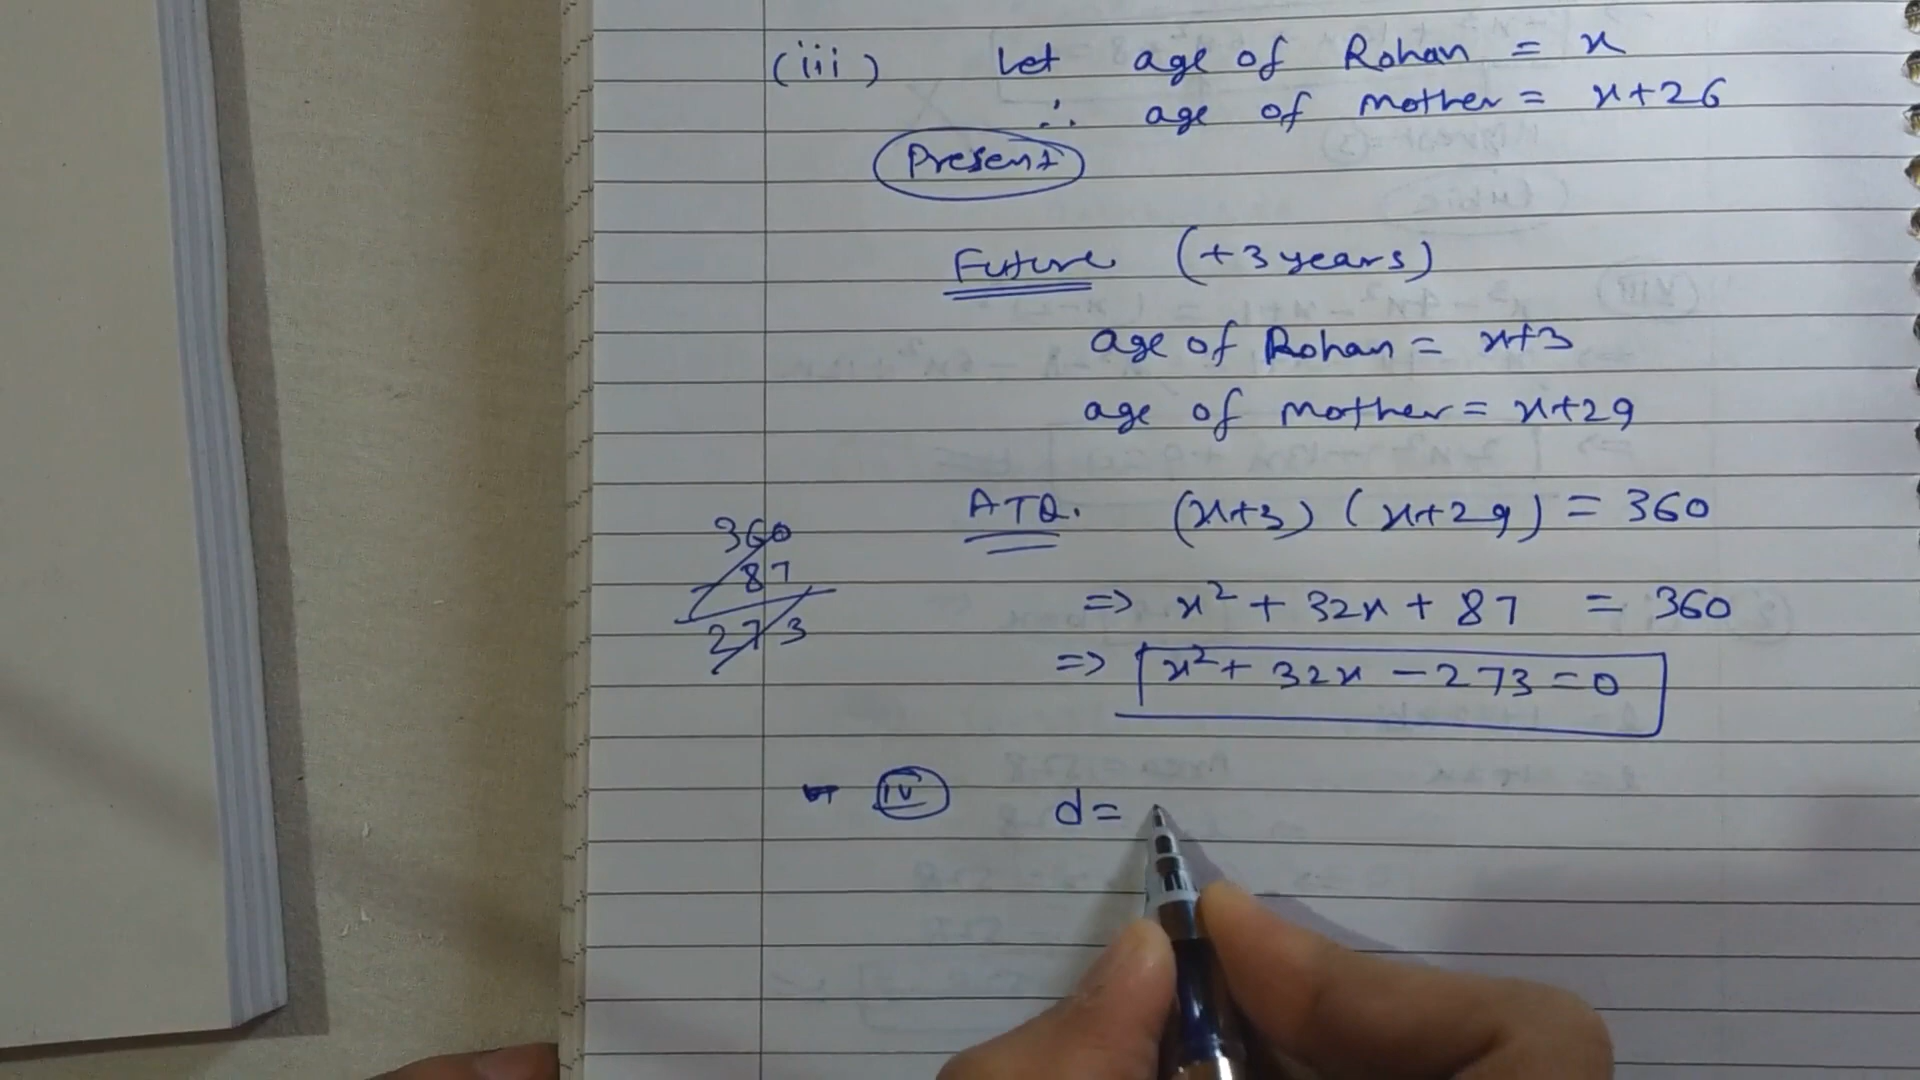 (iii) Let age of Rohan = x
∴ age of mother = x+26
Present
Future (+3 years)
age of Rohan = x+3
age of mother = x+29
ATQ. (x+3) (x+29) = 360
360
87
273
=> x² + 32x + 87 = 360
=> x² + 32x - 273 = 0
iv d =